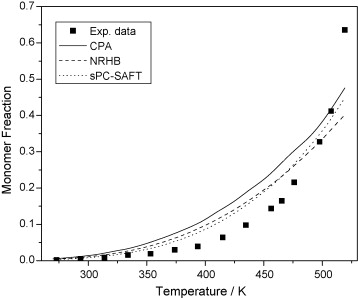 0.7
0.6
0.5
0.4
0.3
0.2
0.1
0.0
Monomer Freaction
Exp. data
CPA
NRHB
sPC-SAFT
300 350 400 450 500
Temperature / K